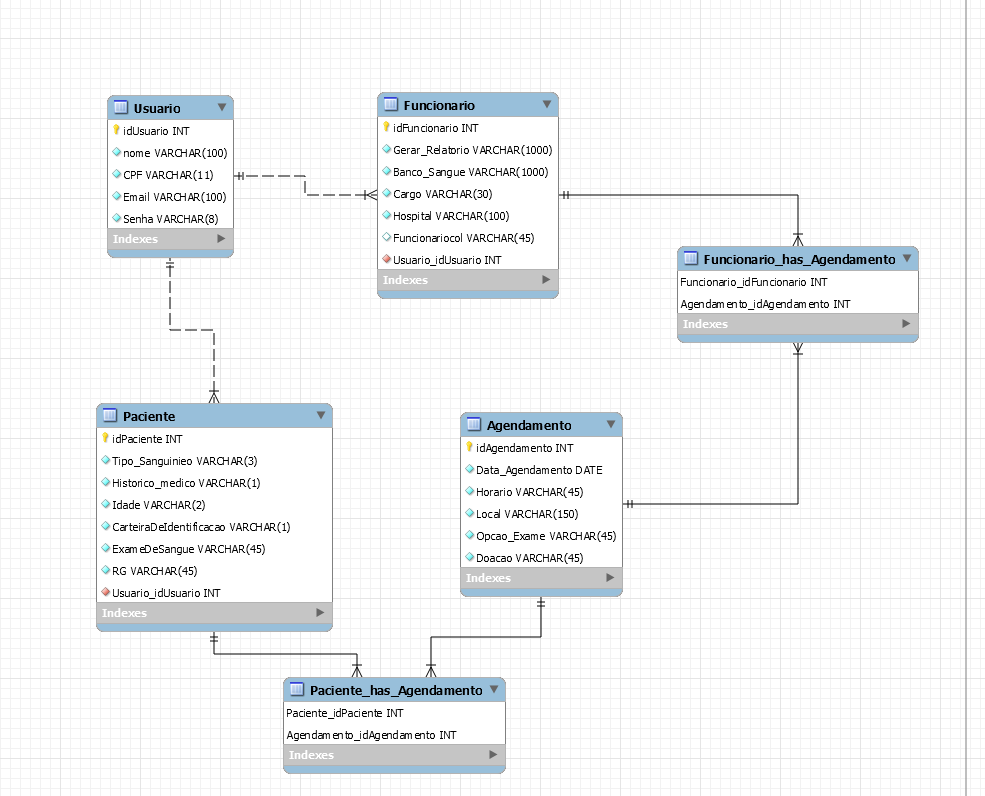 Usuario
idUsuario INT
nome VARCHAR(100)
CPF VARCHAR(11)
Email VARCHAR(100)
Senha VARCHAR(8)
Indexes
Funcionario
idFuncionario INT
Gerar_Relatorio VARCHAR(1000)
Banco_Sangue VARCHAR(1000)
Cargo VARCHAR(30)
Hospital VARCHAR(100)
Funcionariocol VARCHAR(45)
Usuario_idUsuario INT
Indexes
Funcionario_has_Agendamento
Funcionario_idFuncionario INT
Agendamento_idAgendamento INT
Indexes
Paciente
idPaciente INT
Tipo_Sanguinieo VARCHAR(3)
Historico_medico VARCHAR(1)
Idade VARCHAR(2)
CarteiraDeIdentificacao VARCHAR(1)
ExameDeSangue VARCHAR(45)
RG VARCHAR(45)
Usuario_idUsuario INT
Indexes
Agendamento
idAgendamento INT
Data_Agendamento DATE
Horario VARCHAR(45)
Local VARCHAR(150)
Opcao_Exame VARCHAR(45)
Doacao VARCHAR(45)
Indexes
Paciente_has_Agendamento
Paciente_idPaciente INT
Agendamento_idAgendamento INT
Indexes